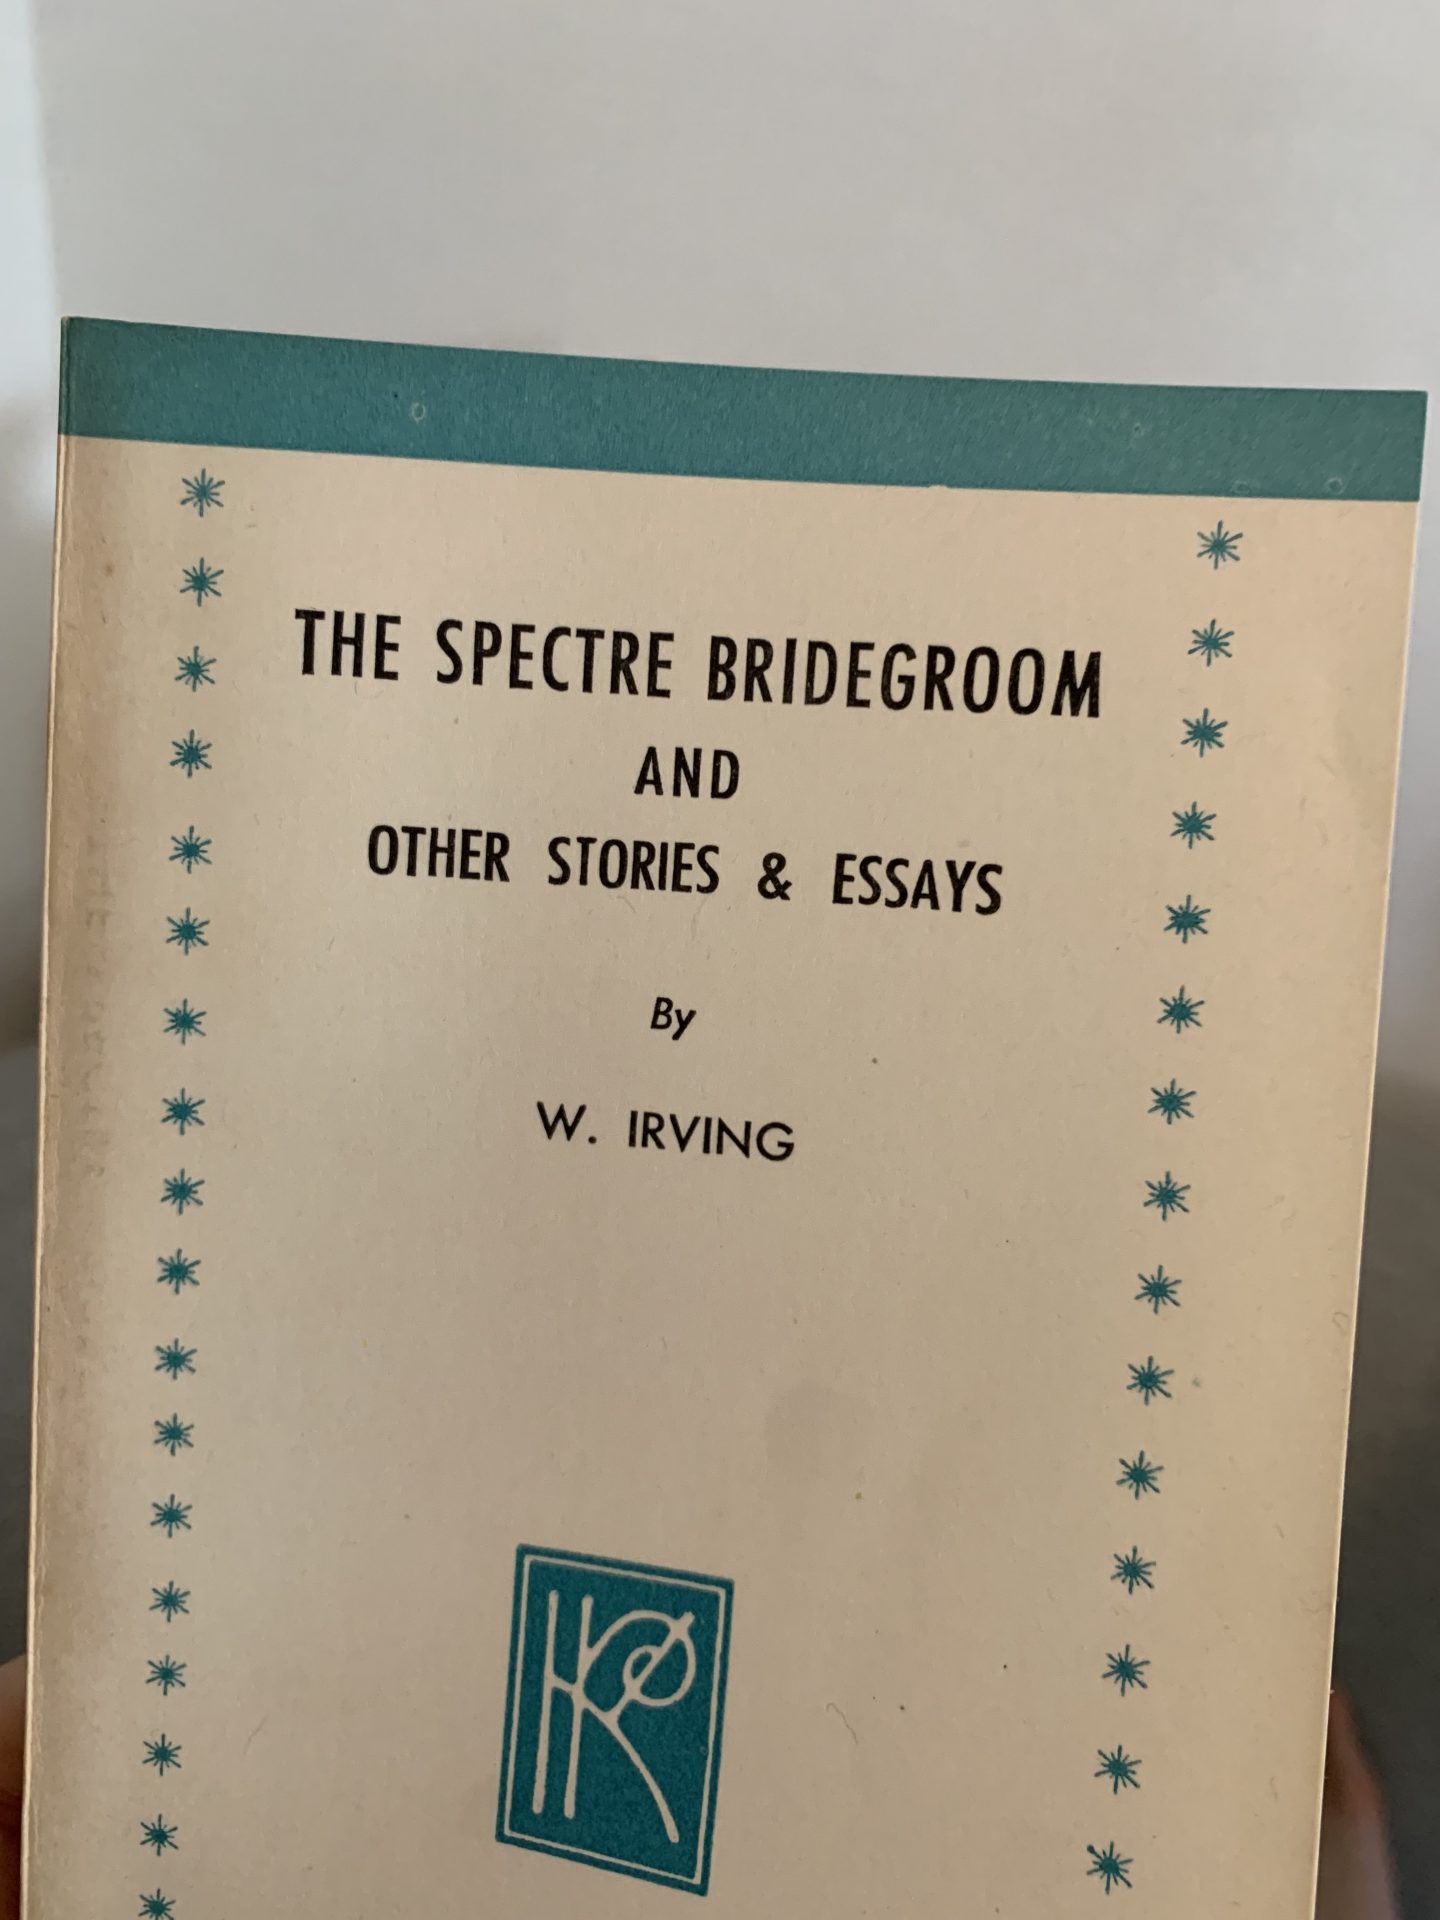 THE SPECTRE BRIDEGROOM
AND
OTHER STORIES & ESSAYS
By
W. IRVING